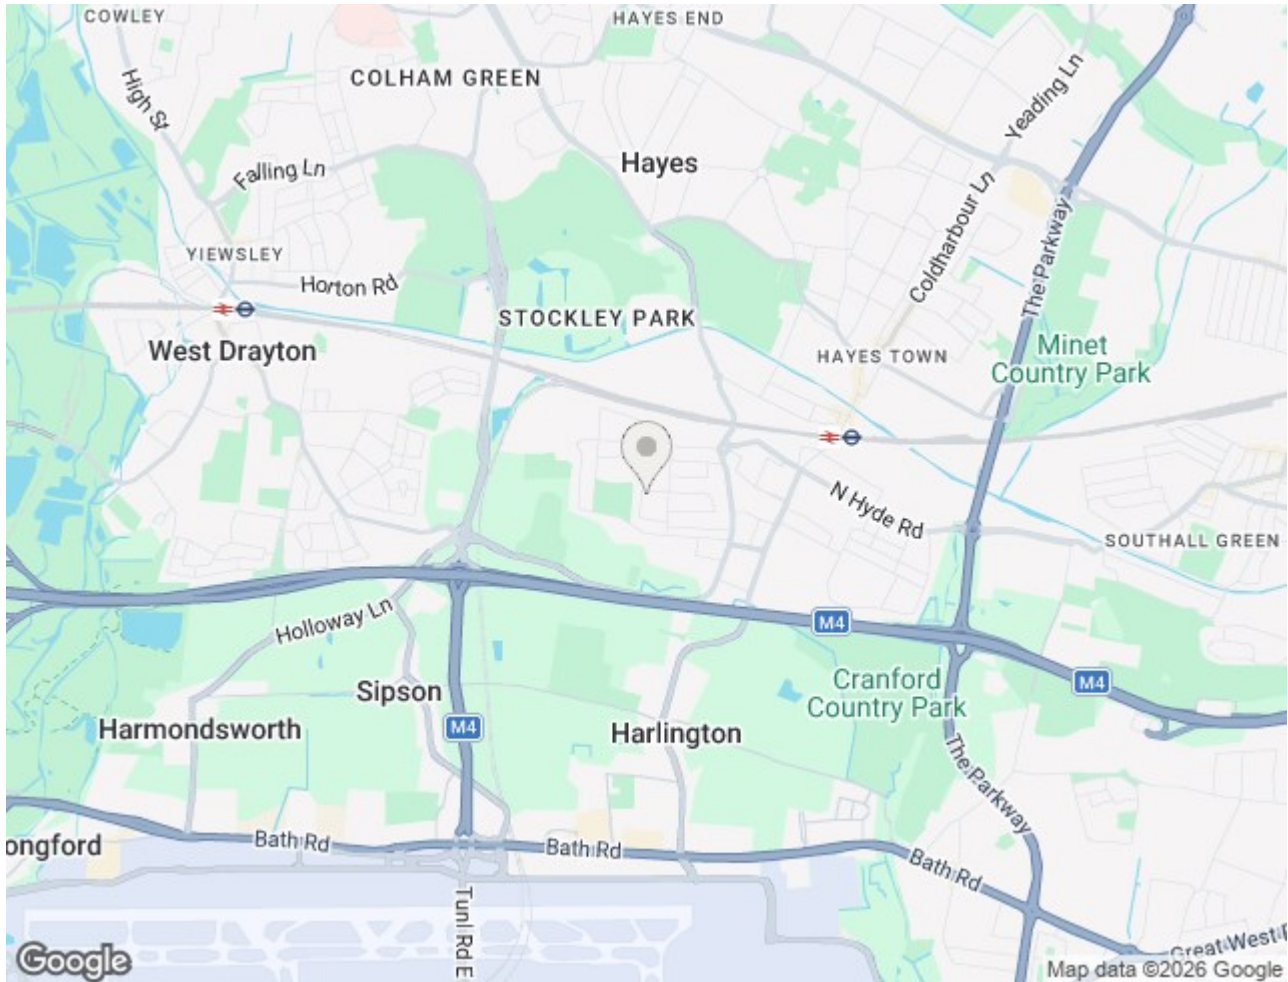 COWLEY
HAYES END
COLHAM GREEN
High St
Yeading Ln
Falling Ln
Hayes
Coldharbour Ln
The Parkway
YIEWSLEY
Horton Rd
STOCKLEY PARK
West Drayton
HAYES TOWN
Minet
Country Park
N Hyde Rd
SOUTHALL GREEN
Holloway Ln
M4
Sipson
Cranford
Country Park
M4
Harmondsworth
M4
Harlington
The Parkway
ongford
Bath Rd
Bath Rd
Bath Rd
Tunl Rd E
Great West
Google
Map data ©2026 Google